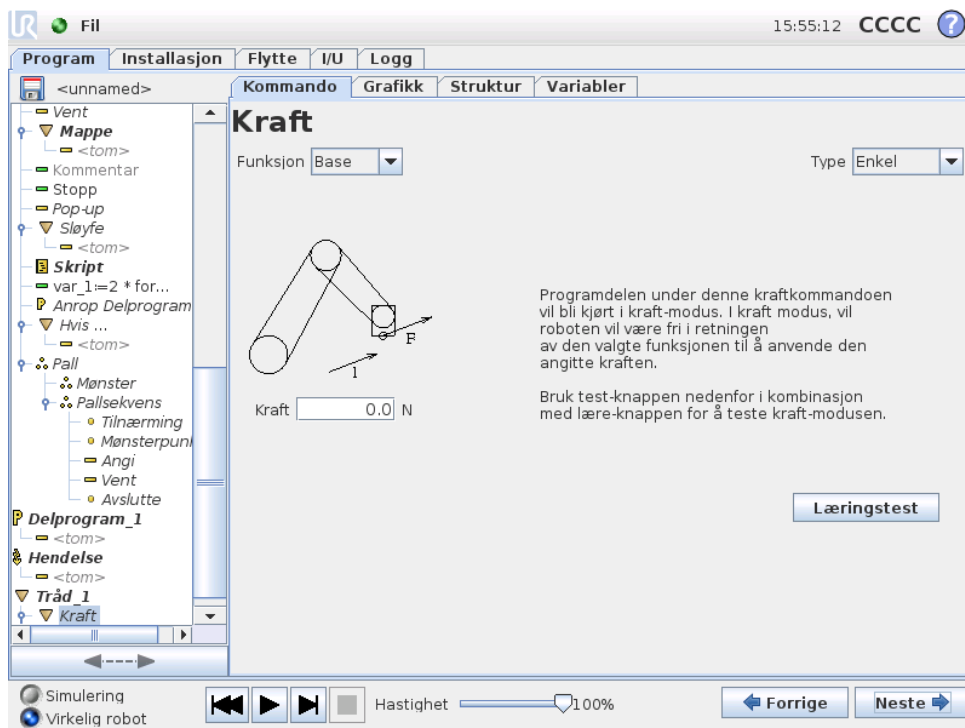 UR Fil 15:55:12 CCCC ?
Program Installasjon Flytte I/U Logg
<unnamed>
Kommando Grafikk Struktur Variabler
Vent
Mappe
<tom>
Kommentar
Stopp
Pop-up
Sløyfe
<tom>
Skript
var_1:=2 * for...
Anrop Delprogram
Hvis ...
<tom>
Pall
Mønster
Pallsekvens
Tilnærming
Mønsterpunl
Angi
Vent
Avslutte
P Delprogram_1
<tom>
Hendelse
<tom>
Tråd_1
Kraft
Kraft
Funksjon Base
Type Enkel
F
1
Kraft 0.0 N
Programdelen under denne kraftkommandoen
vil bli kjørt i kraft-modus. I kraft modus, vil
roboten vil være fri i retningen
av den valgte funksjonen til å anvende den
angitte kraften.
Bruk test-knappen nedenfor i kombinasjon
med lære-knappen for å teste kraft-modusen.
Læringstest
Simulering
Virkelig robot
Hastighet 100%
Forrige
Neste